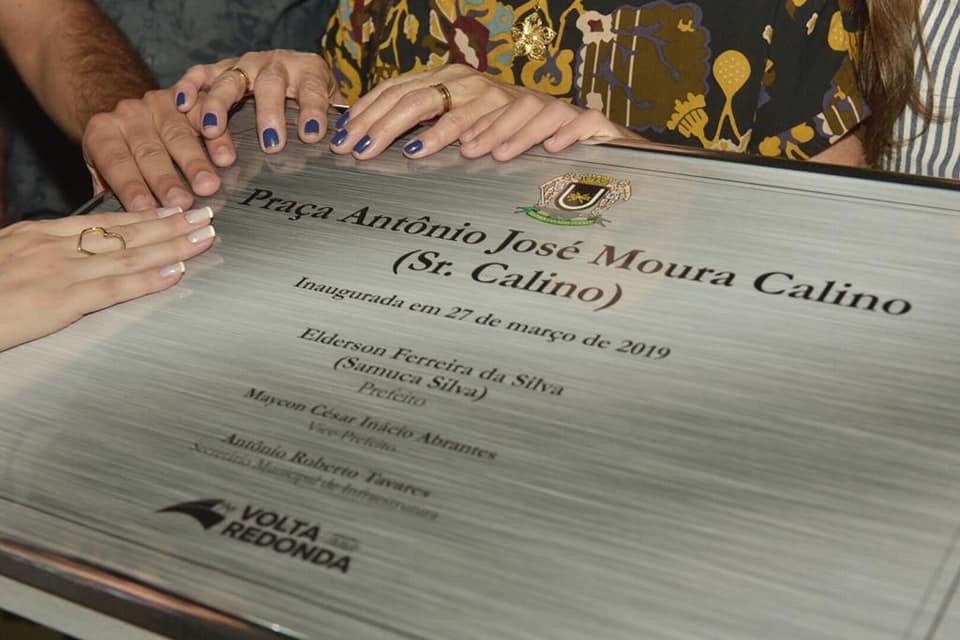 Praça Antônio José Moura Calino
(Sr. Calino)
Inaugurada em 27 de março de 2019
Elderson Ferreira da Silva
(Samuca Silva)
Prefeito
Maycon César Inácio Abrantes
Vice-Prefeito
Antônio Roberto Tavares
Secretário Municipal de Infraestrutura
VOLTA
REDONDA